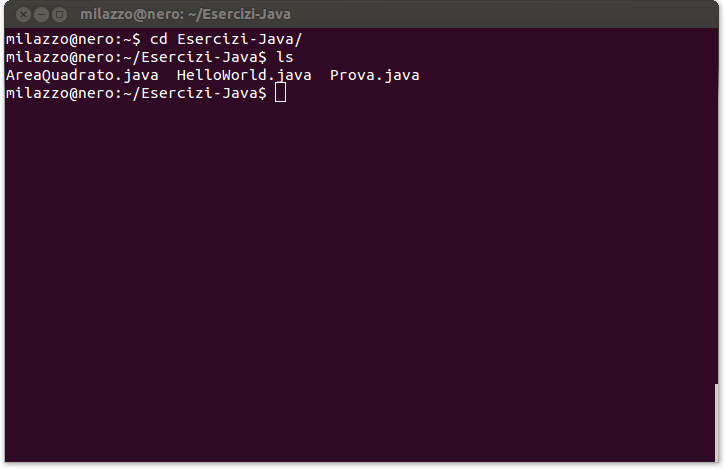 milazzo@nero: ~/Esercizi-Java
milazzo@nero:~$ cd Esercizi-Java/
milazzo@nero:~/Esercizi-Java$ ls
AreaQuadrato.java  HelloWorld.java  Prova.java
milazzo@nero:~/Esercizi-Java$